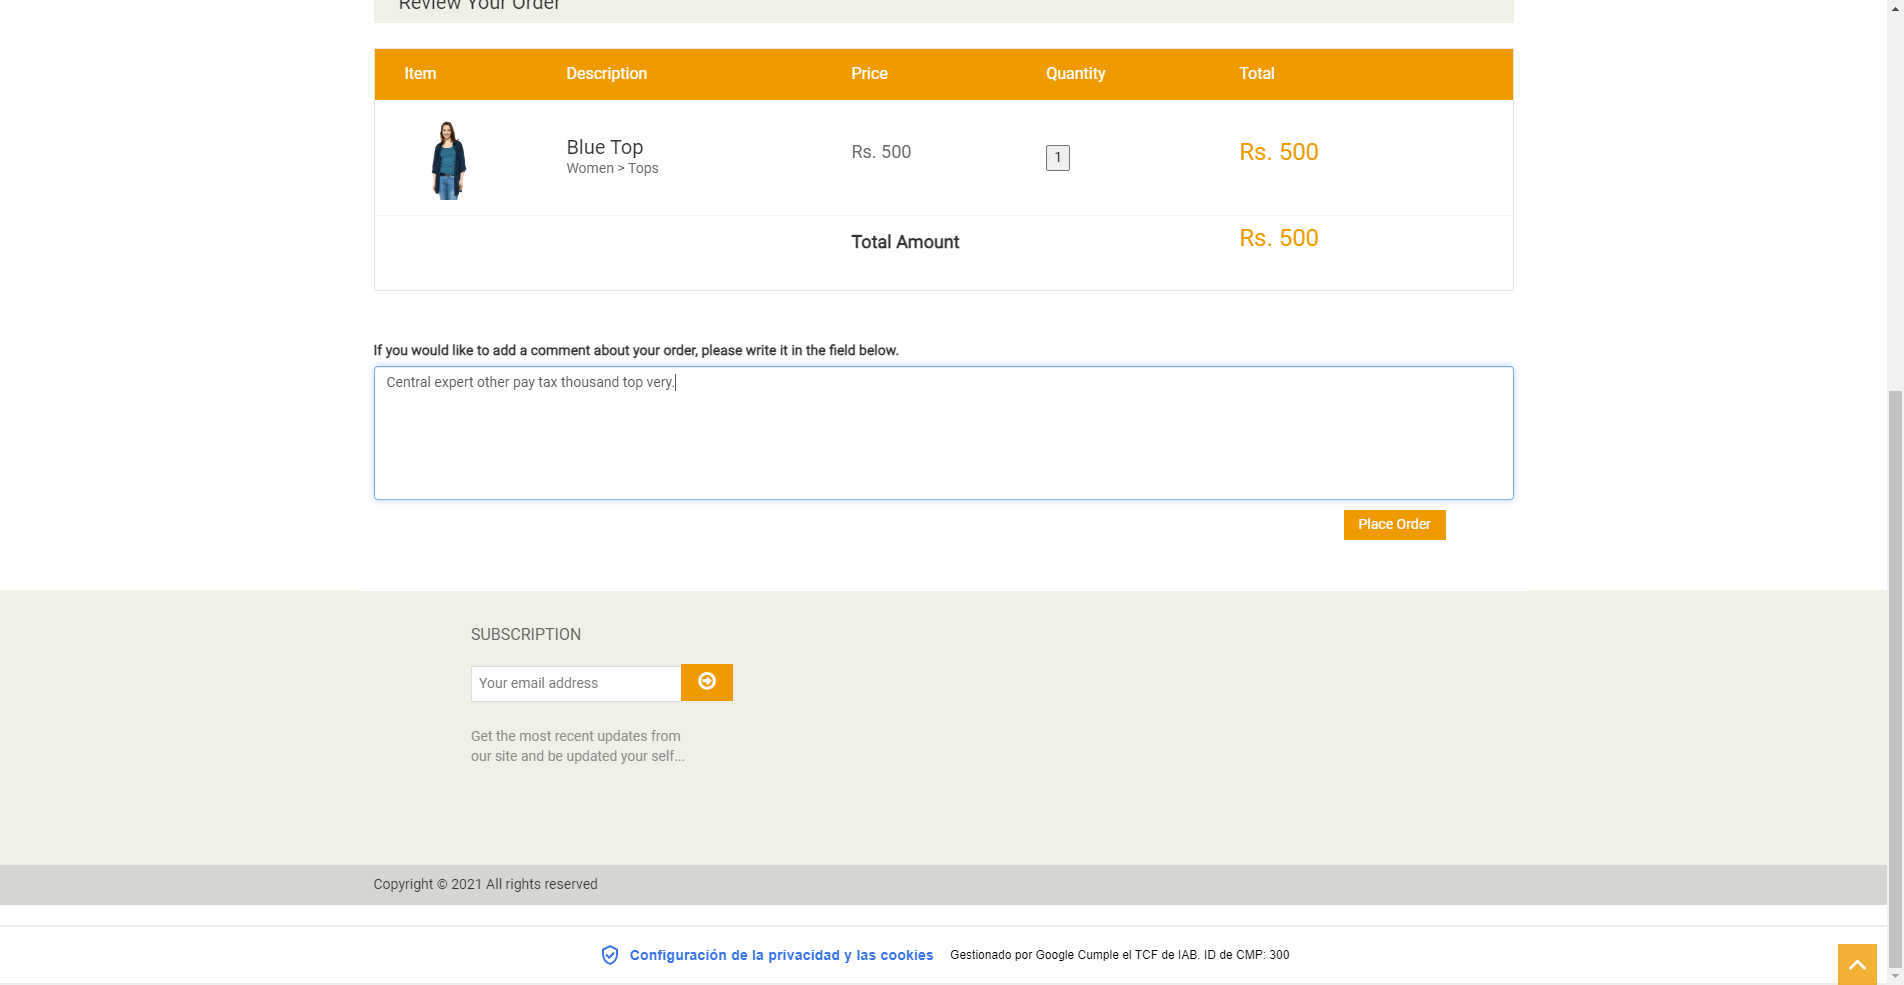 Review Your Order
Item Description Price Quantity Total
Blue Top
Women > Tops
Rs. 500
1
Rs. 500
Total Amount
Rs. 500
If you would like to add a comment about your order, please write it in the field below.
Central expert other pay tax thousand top very.
Place Order
SUBSCRIPTION
Your email address
Get the most recent updates from
our site and be updated your self...
Copyright © 2021 All rights reserved
Configuración de la privacidad y las cookies Gestionado por Google Cumple el TCF de IAB. ID de CMP: 300